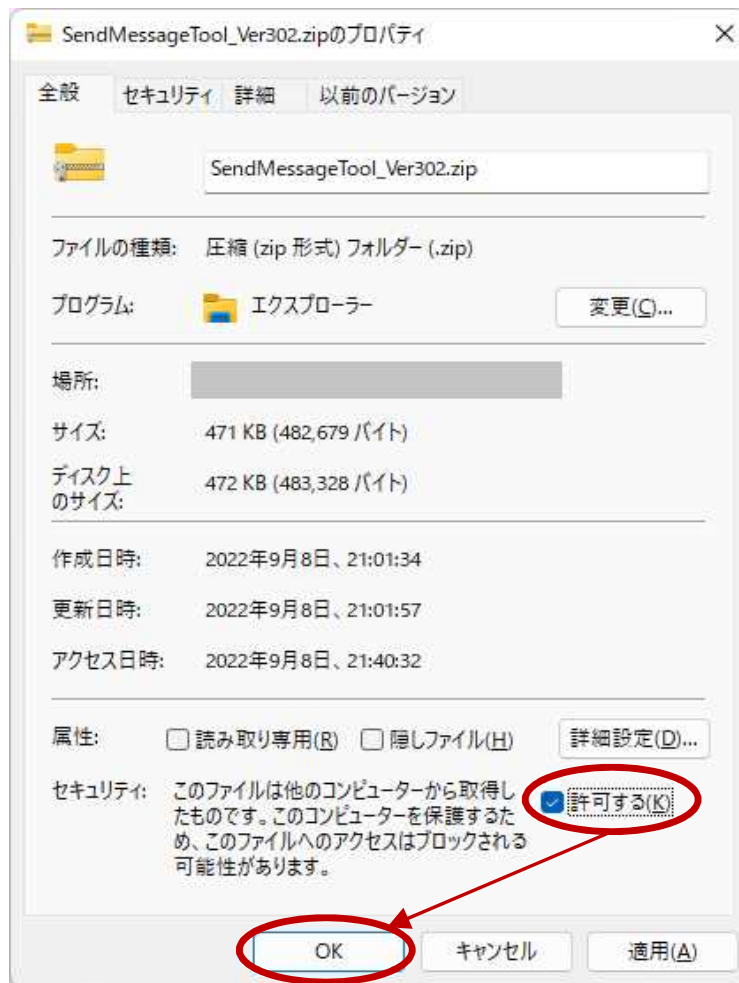 SendMessageTool_Ver302.zipのプロパティ
全般 セキュリティ 詳細 以前のバージョン
SendMessageTool_Ver302.zip
ファイルの種類: 圧縮 (zip 形式) フォルダー (.zip)
プログラム: エクスプローラー 変更(C)...
場所:
サイズ: 471 KB (482,679 バイト)
ディスク上
のサイズ: 472 KB (483,328 バイト)
作成日時: 2022年9月8日、21:01:34
更新日時: 2022年9月8日、21:01:57
アクセス日時: 2022年9月8日、21:40:32
属性: 読み取り専用(R) 隠しファイル(H) 詳細設定(D)...
セキュリティ: このファイルは他のコンピューターから取得し
たものです。このコンピューターを保護するた
め、このファイルへのアクセスはブロックされる
可能性があります。
許可する(K)
OK キャンセル 適用(A)